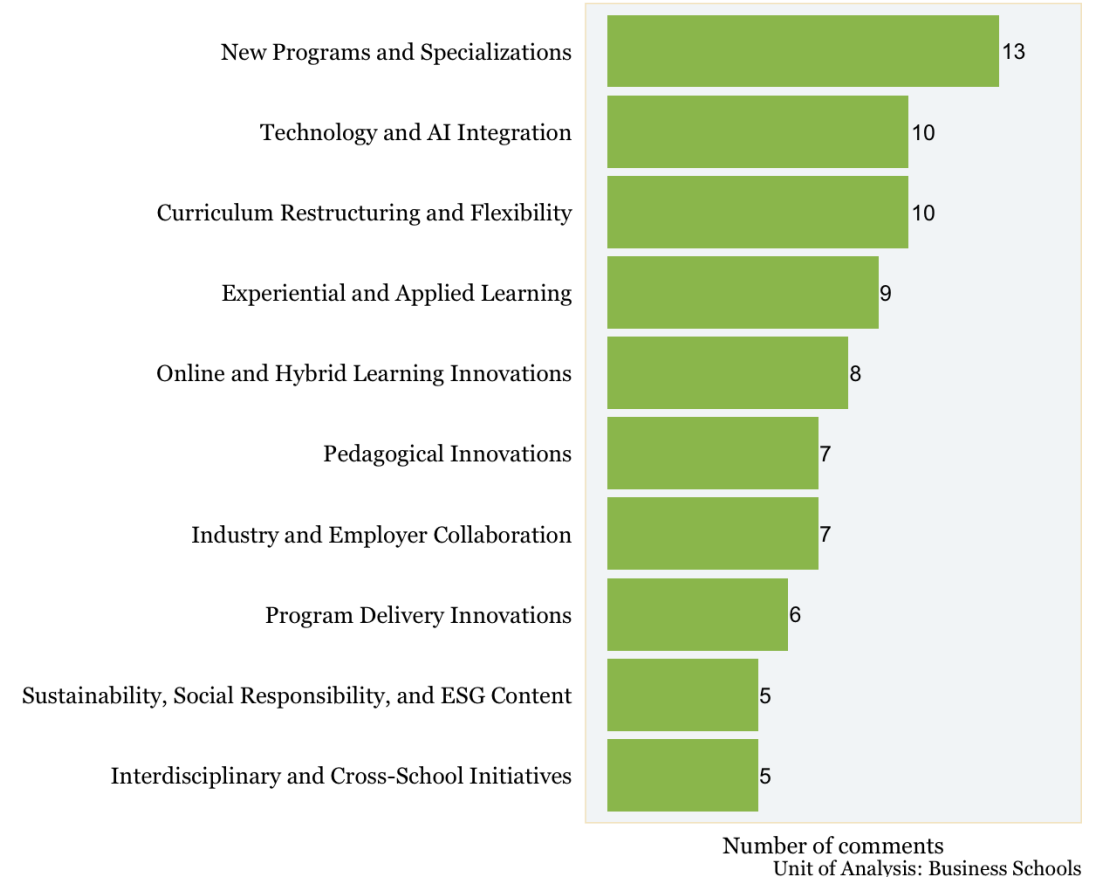 New Programs and Specializations 13
Technology and AI Integration 10
Curriculum Restructuring and Flexibility 10
Experiential and Applied Learning 9
Online and Hybrid Learning Innovations 8
Pedagogical Innovations 7
Industry and Employer Collaboration 7
Program Delivery Innovations 6
Sustainability, Social Responsibility, and ESG Content 5
Interdisciplinary and Cross-School Initiatives 5
Number of comments
Unit of Analysis: Business Schools